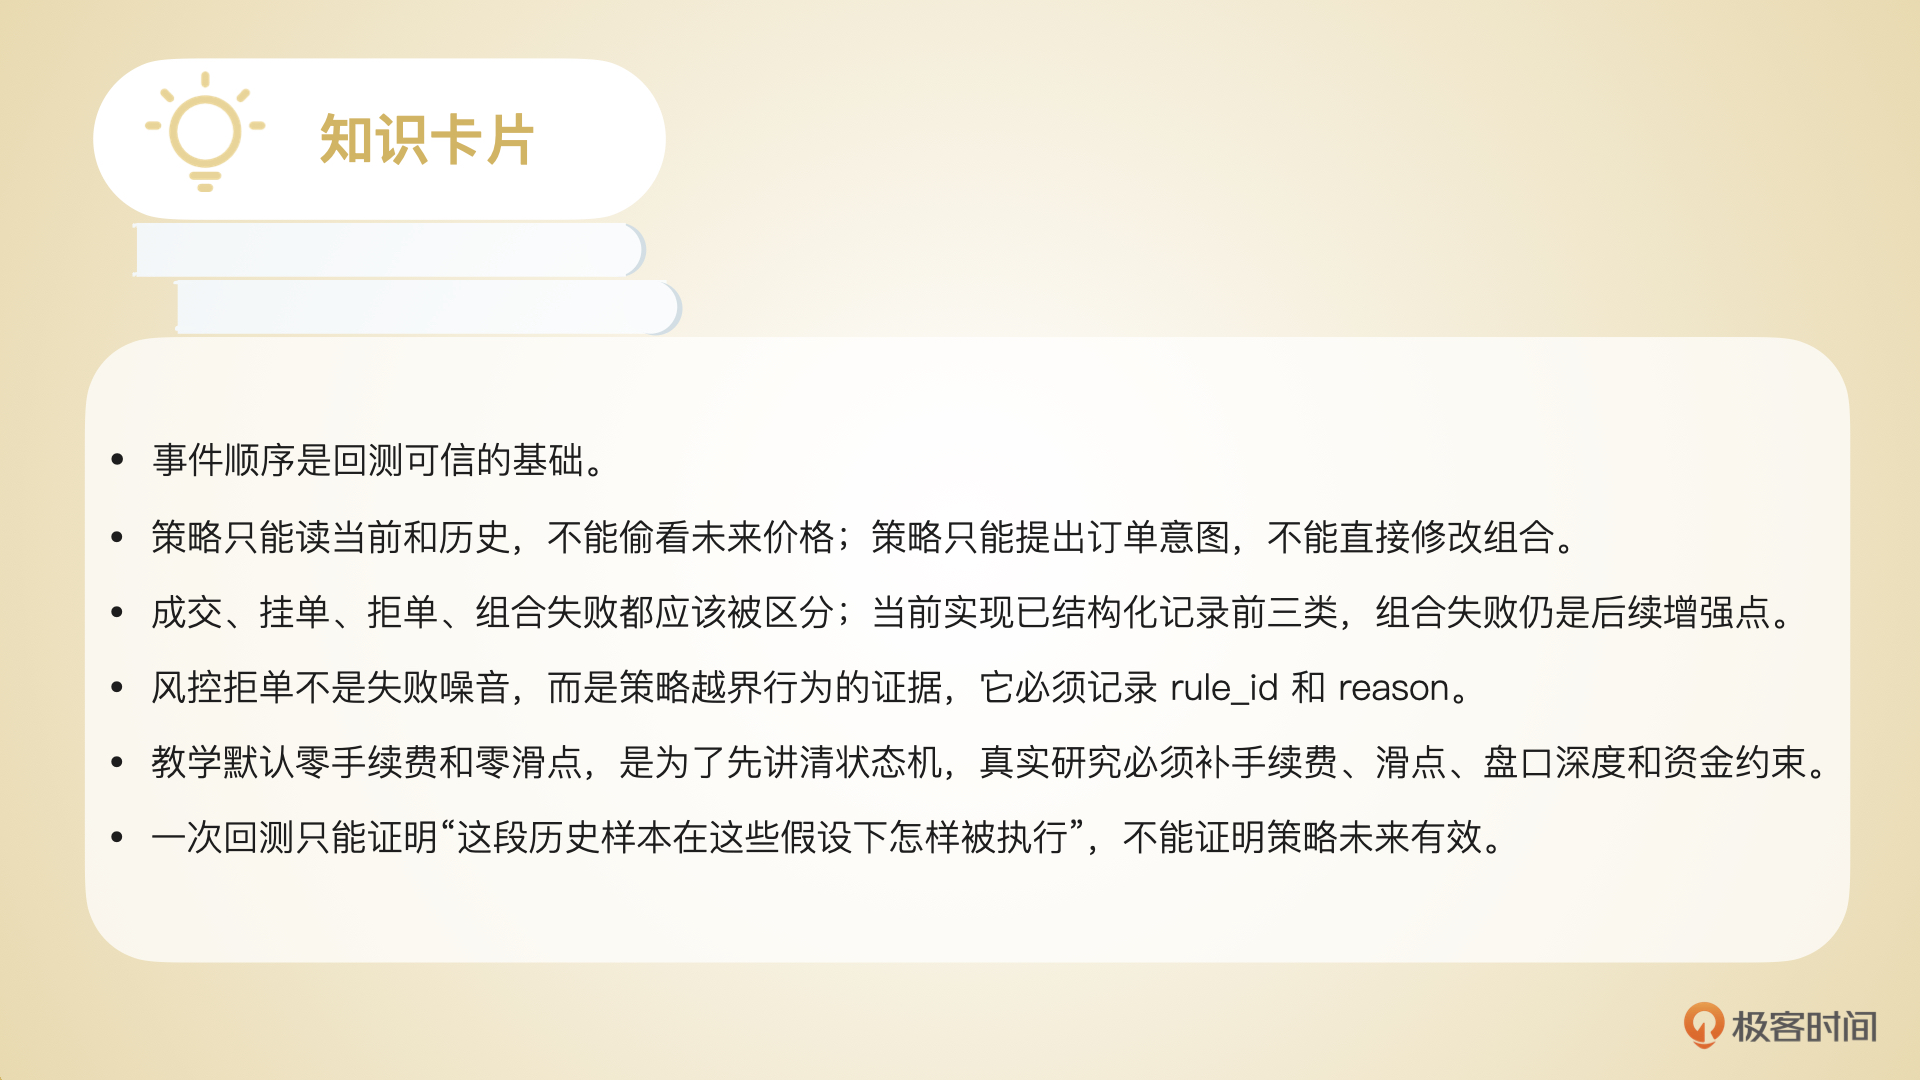 知识卡片
• 事件顺序是回测可信的基础。
• 策略只能读当前和历史，不能偷看未来价格；策略只能提出订单意图，不能直接修改组合。
• 成交、挂单、拒单、组合失败都应该被区分；当前实现已结构化记录前三类，组合失败仍是后续增强点。
• 风控拒单不是失败噪音，而是策略越界行为的证据，它必须记录 rule_id 和 reason。
• 教学默认零手续费和零滑点，是为了先讲清状态机，真实研究必须补手续费、滑点、盘口深度和资金约束。
• 一次回测只能证明“这段历史样本在这些假设下怎样被执行”，不能证明策略未来有效。
极客时间